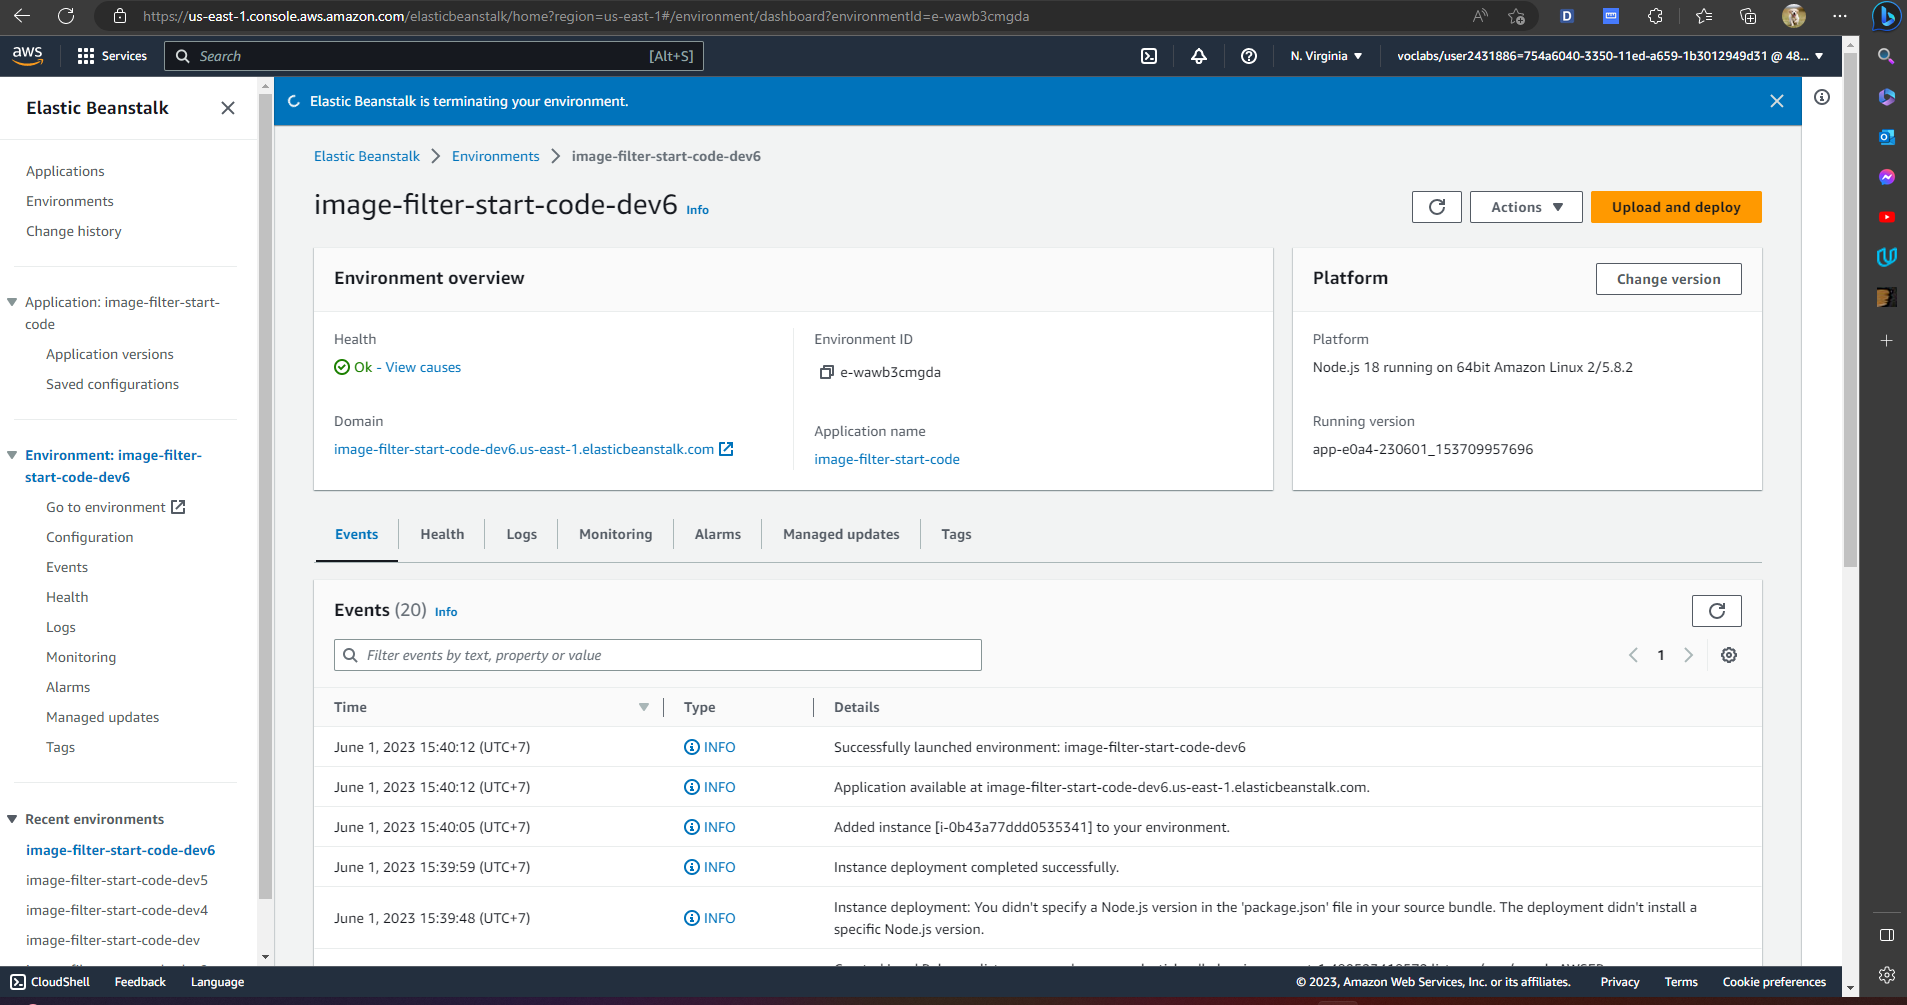 https://us-east-1.console.aws.amazon.com/elasticbeanstalk/home?region=us-east-1#/environment/dashboard?environmentId=e-wawb3cmgda
aws
Services
Search
[Alt+S]
N. Virginia
voclabs/user2431886=754a6040-3350-11ed-a659-1b3012949d31 @ 48...
Elastic Beanstalk
Applications
Environments
Change history
Application: image-filter-start-
code
Application versions
Saved configurations
Environment: image-filter-
start-code-dev6
Go to environment
Configuration
Events
Health
Logs
Monitoring
Alarms
Managed updates
Tags
Recent environments
image-filter-start-code-dev6
image-filter-start-code-dev5
image-filter-start-code-dev4
image-filter-start-code-dev
Elastic Beanstalk is terminating your environment.
Elastic Beanstalk > Environments > image-filter-start-code-dev6
image-filter-start-code-dev6 Info
Actions
Upload and deploy
Environment overview
Health
Ok - View causes
Domain
image-filter-start-code-dev6.us-east-1.elasticbeanstalk.com
Environment ID
e-wawb3cmgda
Application name
image-filter-start-code
Platform
Change version
Platform
Node.js 18 running on 64bit Amazon Linux 2/5.8.2
Running version
app-e0a4-230601_153709957696
Events
Health
Logs
Monitoring
Alarms
Managed updates
Tags
Events (20) Info
Filter events by text, property or value
1
Time Type Details
June 1, 2023 15:40:12 (UTC+7) INFO Successfully launched environment: image-filter-start-code-dev6
June 1, 2023 15:40:12 (UTC+7) INFO Application available at image-filter-start-code-dev6.us-east-1.elasticbeanstalk.com.
June 1, 2023 15:40:05 (UTC+7) INFO Added instance [i-0b43a77ddd0535341] to your environment.
June 1, 2023 15:39:59 (UTC+7) INFO Instance deployment completed successfully.
June 1, 2023 15:39:48 (UTC+7) INFO Instance deployment: You didn't specify a Node.js version in the 'package.json' file in your source bundle. The deployment didn't install a
specific Node.js version.
CloudShell
Feedback
Language
© 2023, Amazon Web Services, Inc. or its affiliates.
Privacy
Terms
Cookie preferences